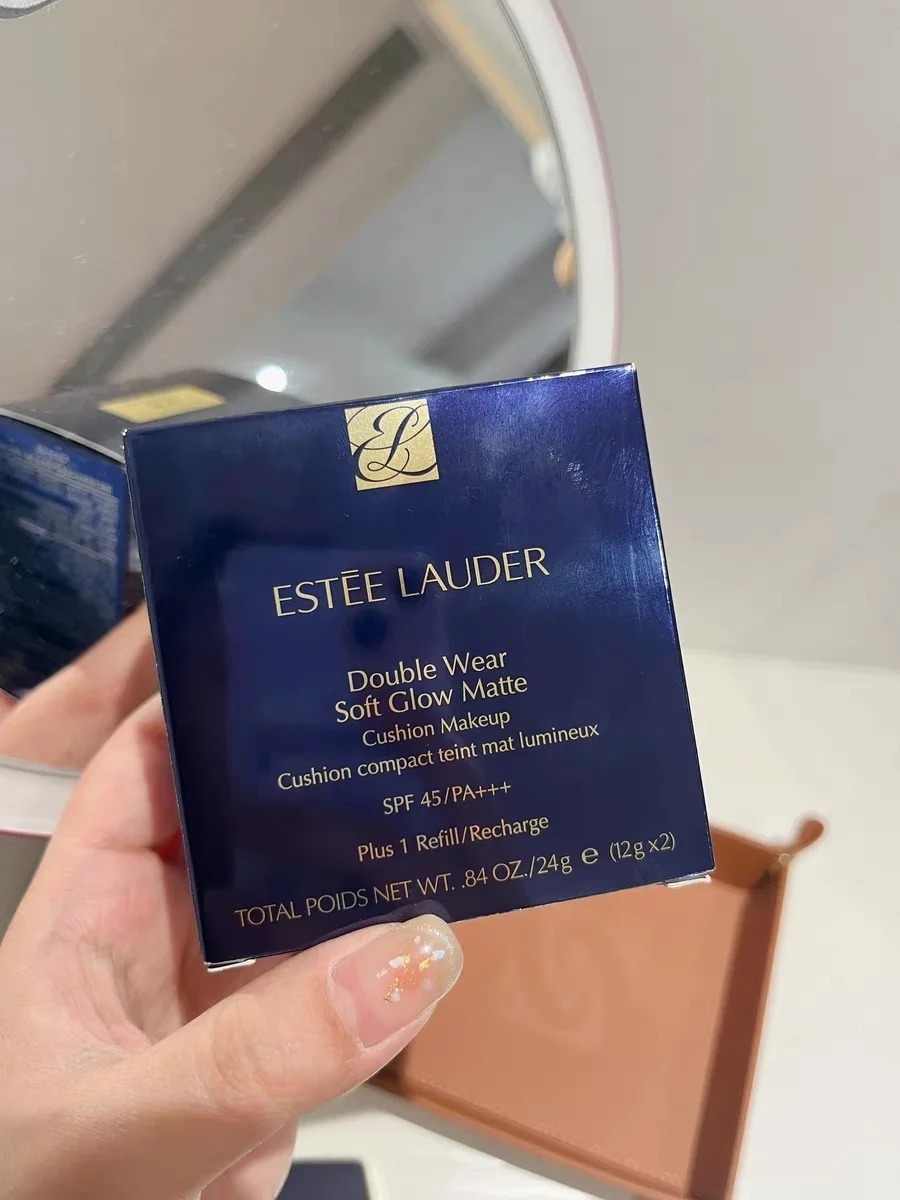 ESTĒE LAUDER
Double Wear
Soft Glow Matte
Cushion Makeup
Cushion compact teint mat lumineux
SPF 45/PA+++
Plus 1 Refill/Recharge
TOTAL POIDS NET WT. .84 OZ./24g ℮ (12g x2)